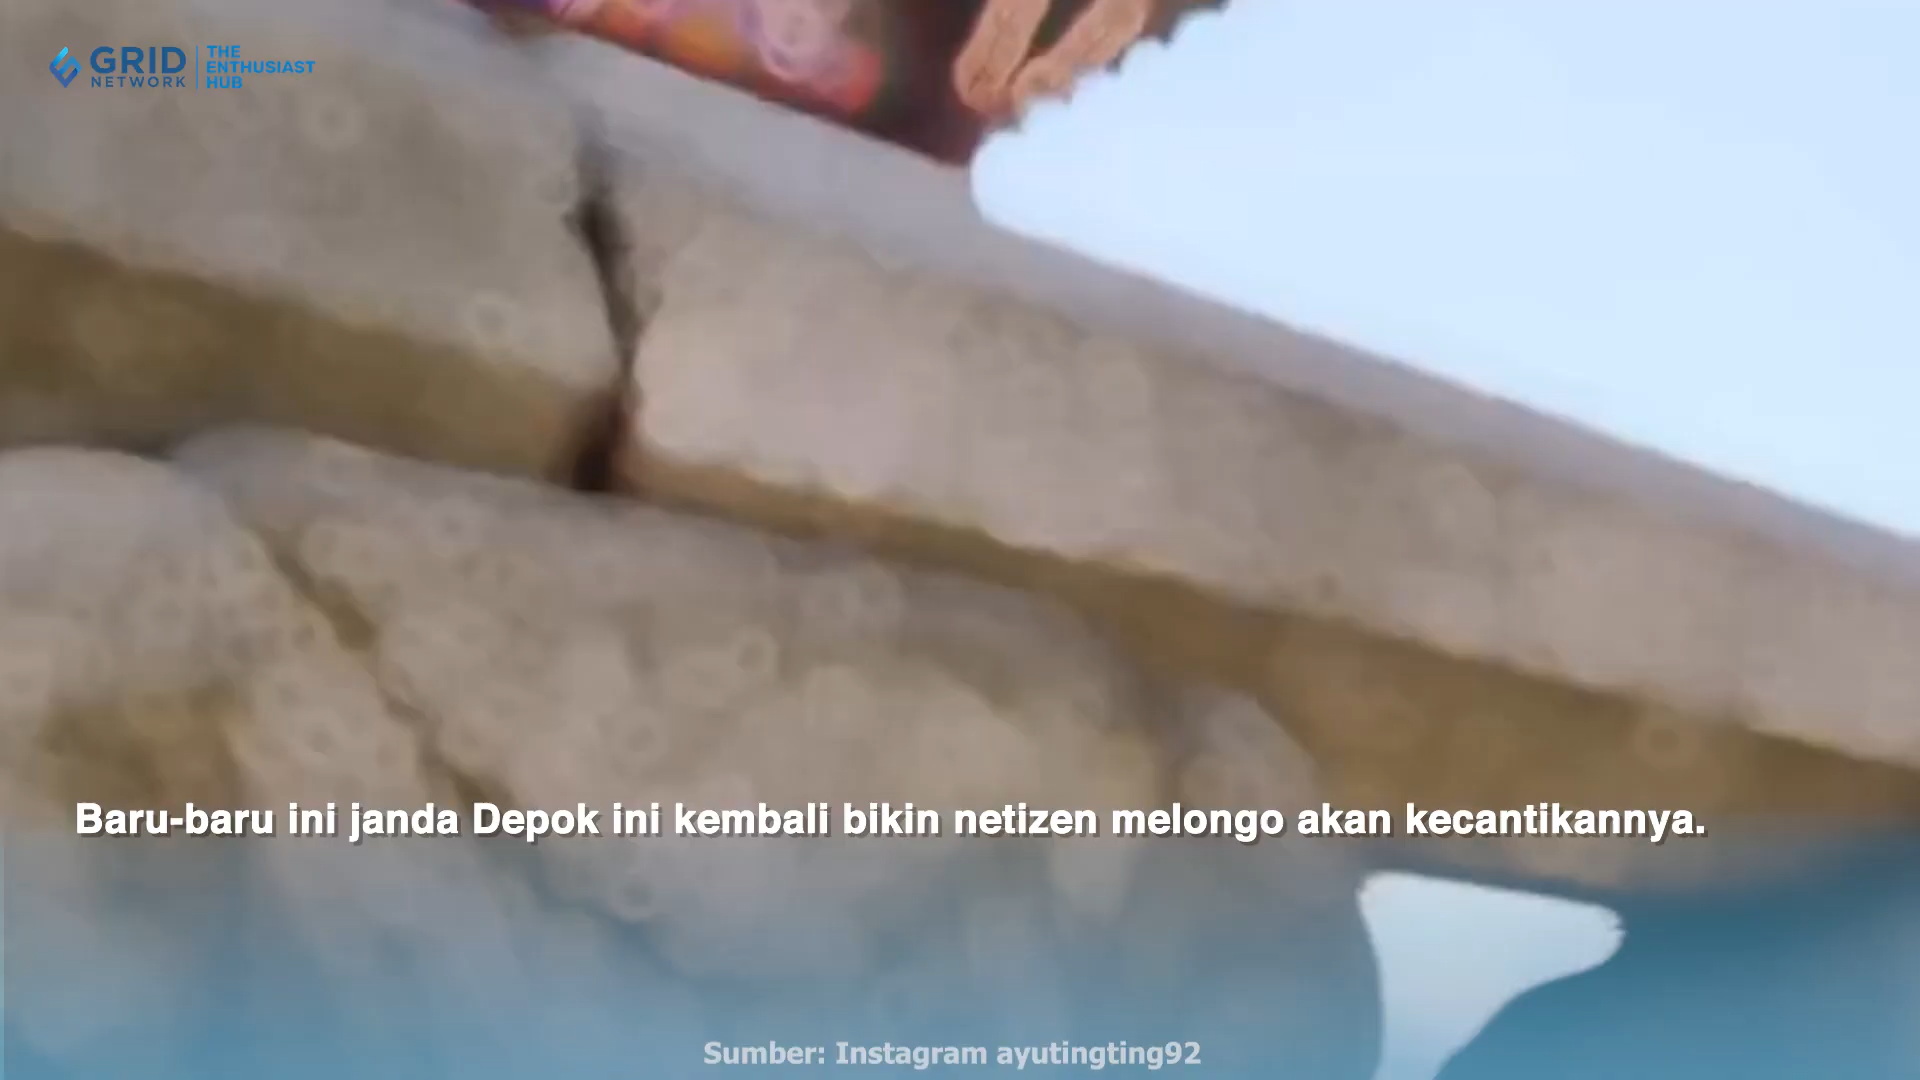 GRID
NETWORK
THE
ENTHUSIAST
HUB
Baru-baru ini janda Depok ini kembali bikin netizen melongo akan kecantikannya.
Sumber: Instagram ayutingting92